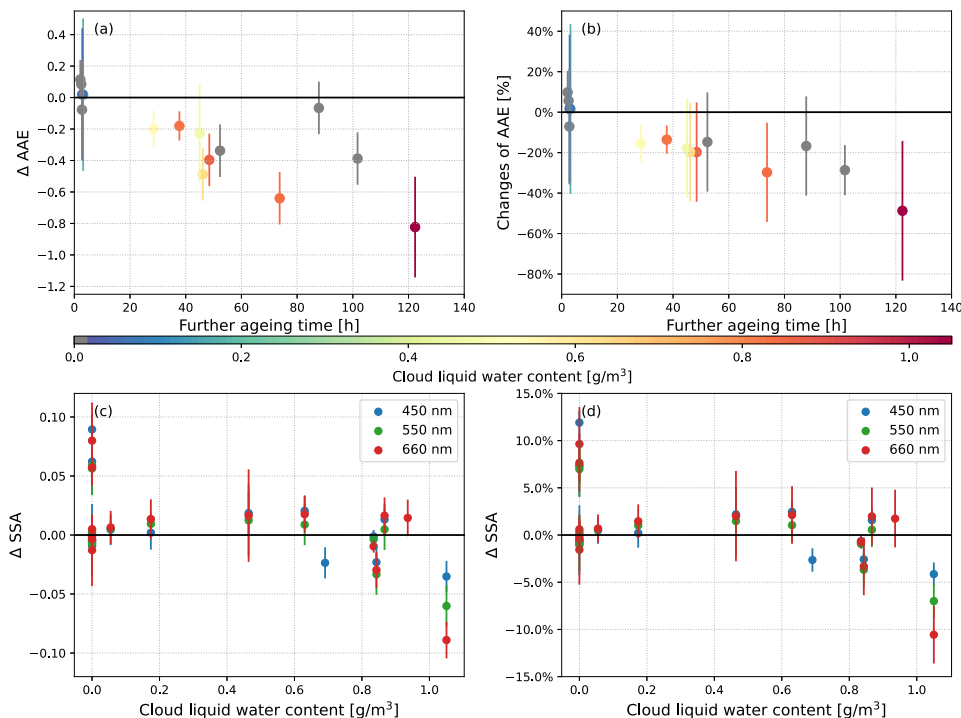 (a)
Δ AAE
0.4
0.2
0.0
−0.2
−0.4
−0.6
−0.8
−1.0
−1.2
0 20 40 60 80 100 120 140
Further ageing time [h]
(b)
Changes of AAE [%]
40%
20%
0%
−20%
−40%
−60%
−80%
0 20 40 60 80 100 120 140
Further ageing time [h]
0.0 0.2 0.4 0.6 0.8 1.0
Cloud liquid water content [g/m³]
(c)
450 nm
550 nm
660 nm
Δ SSA
0.10
0.05
0.00
−0.05
−0.10
0.0 0.2 0.4 0.6 0.8 1.0
Cloud liquid water content [g/m³]
(d)
450 nm
550 nm
660 nm
Δ SSA
15.0%
10.0%
5.0%
0.0%
−5.0%
−10.0%
−15.0%
0.0 0.2 0.4 0.6 0.8 1.0
Cloud liquid water content [g/m³]